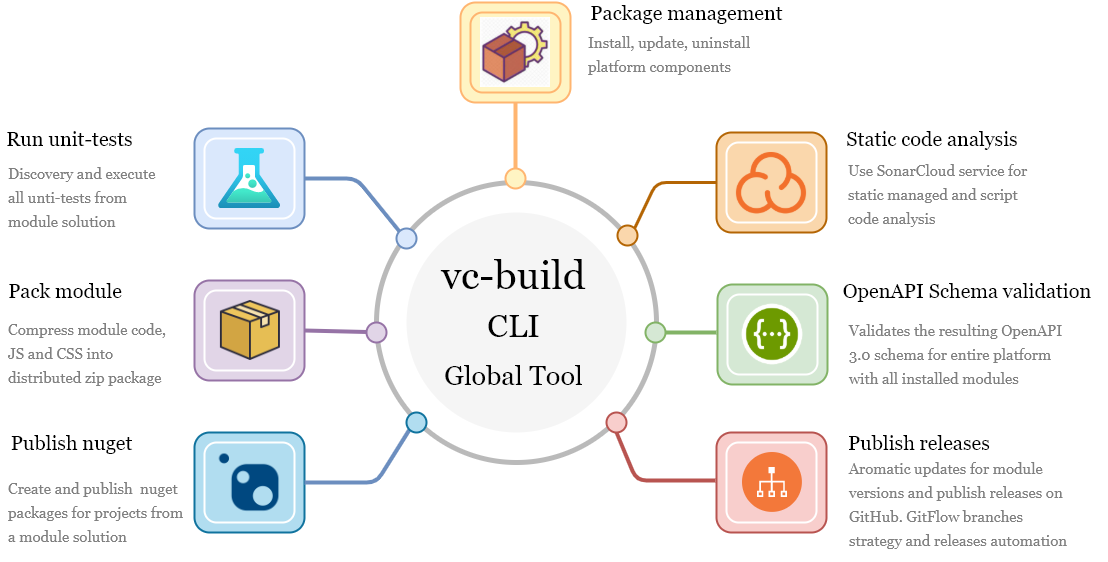 Package management
Install, update, uninstall
platform components
Run unit-tests
Discovery and execute
all unti-tests from
module solution
Static code analysis
Use SonarCloud service for
static managed and script
code analysis
vc-build
CLI
Global Tool
Pack module
Compress module code,
JS and CSS into
distributed zip package
OpenAPI Schema validation
{···}
Validates the resulting OpenAPI
3.0 schema for entire platform
with all installed modules
Publish nuget
Create and publish nuget
packages for projects from
a module solution
Publish releases
Aromatic updates for module
versions and publish releases on
GitHub. GitFlow branches
strategy and releases automation